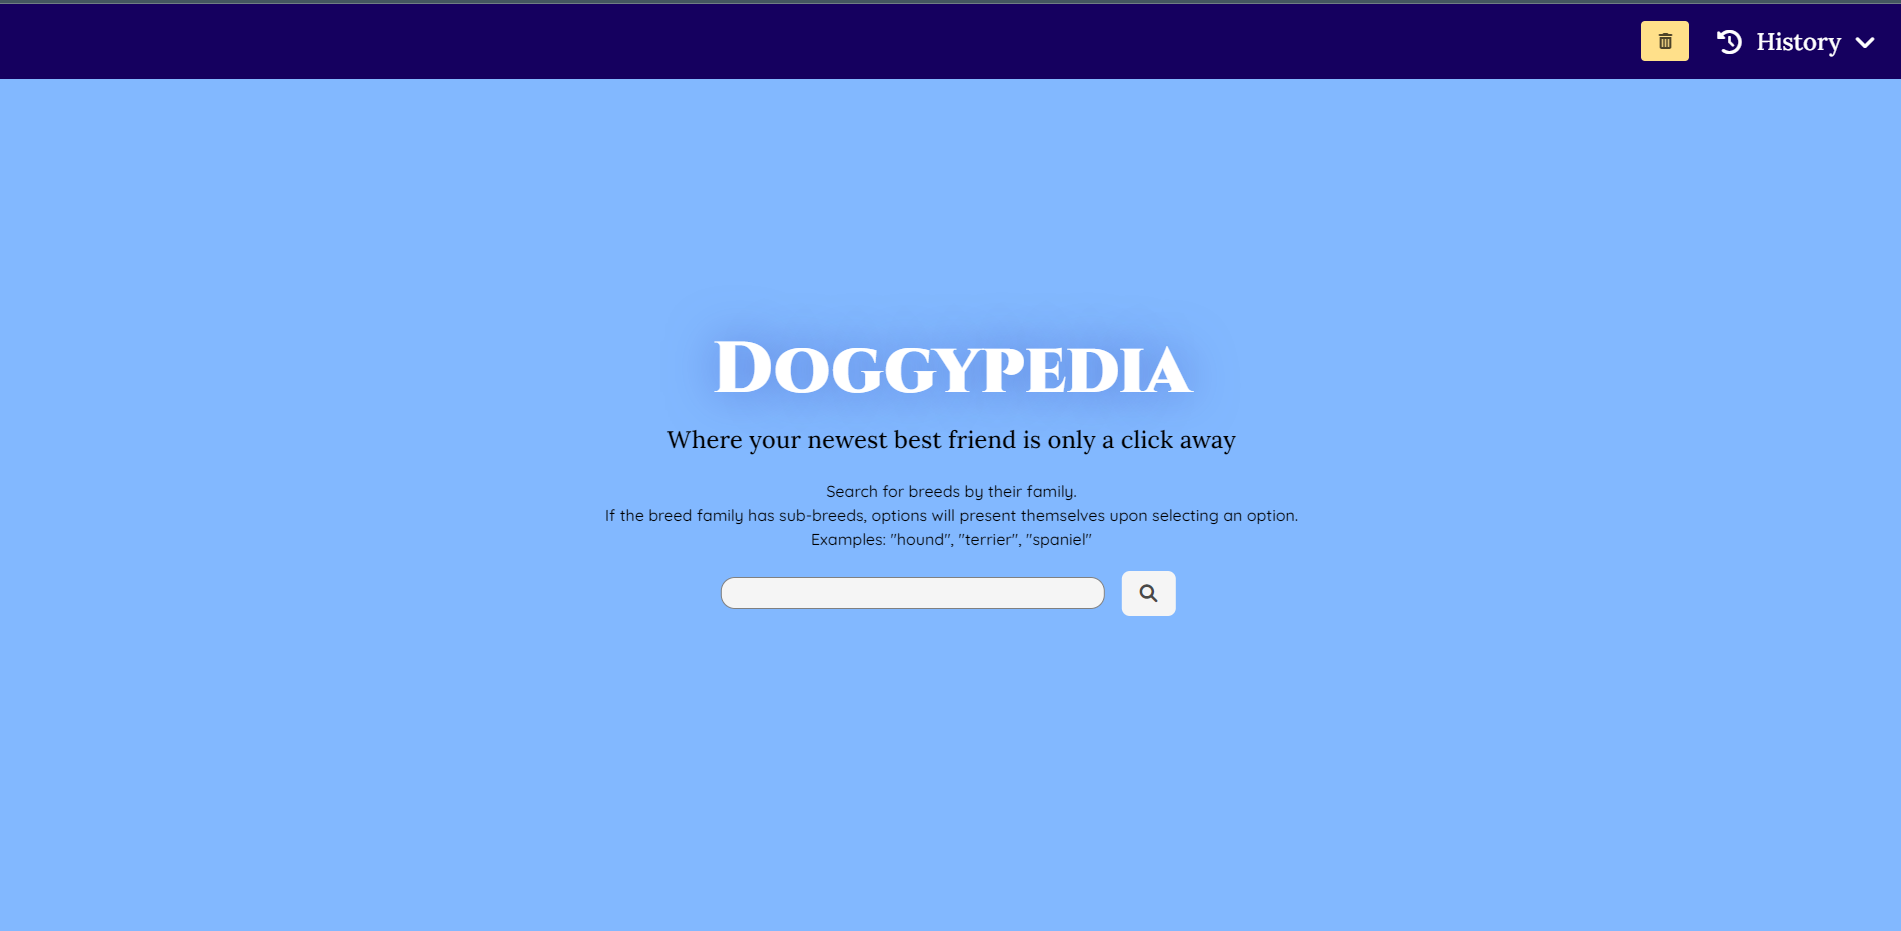 History
Doggypedia
Where your newest best friend is only a click away
Search for breeds by their family.
If the breed family has sub-breeds, options will present themselves upon selecting an option.
Examples: "hound", "terrier", "spaniel"